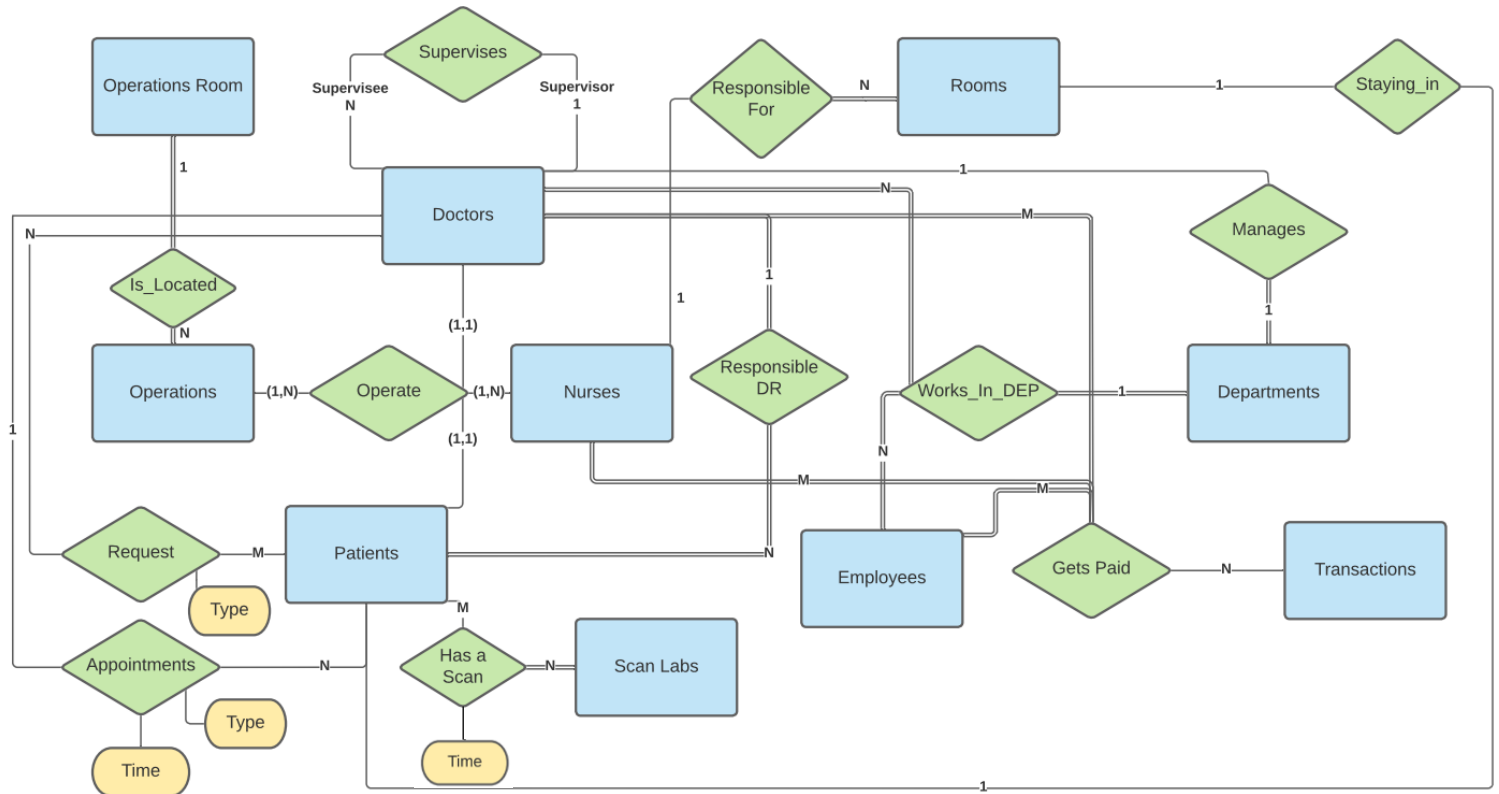 Supervises
Operations Room
Supervisee
N
Supervisor
1
Responsible
For
N
Rooms
1
Staying_in
1
1
N
Doctors
M
N
Manages
1
Is_Located
N
1
(1,1)
1
1
Operations
(1,N)
Operate
(1,N)
Nurses
Responsible
DR
Works_In_DEP
1
Departments
1
(1,1)
N
M
M
Request
M
Patients
N
Employees
Gets Paid
N
Transactions
Type
M
Appointments
N
Has a
Scan
N
Scan Labs
Type
Time
Time
1